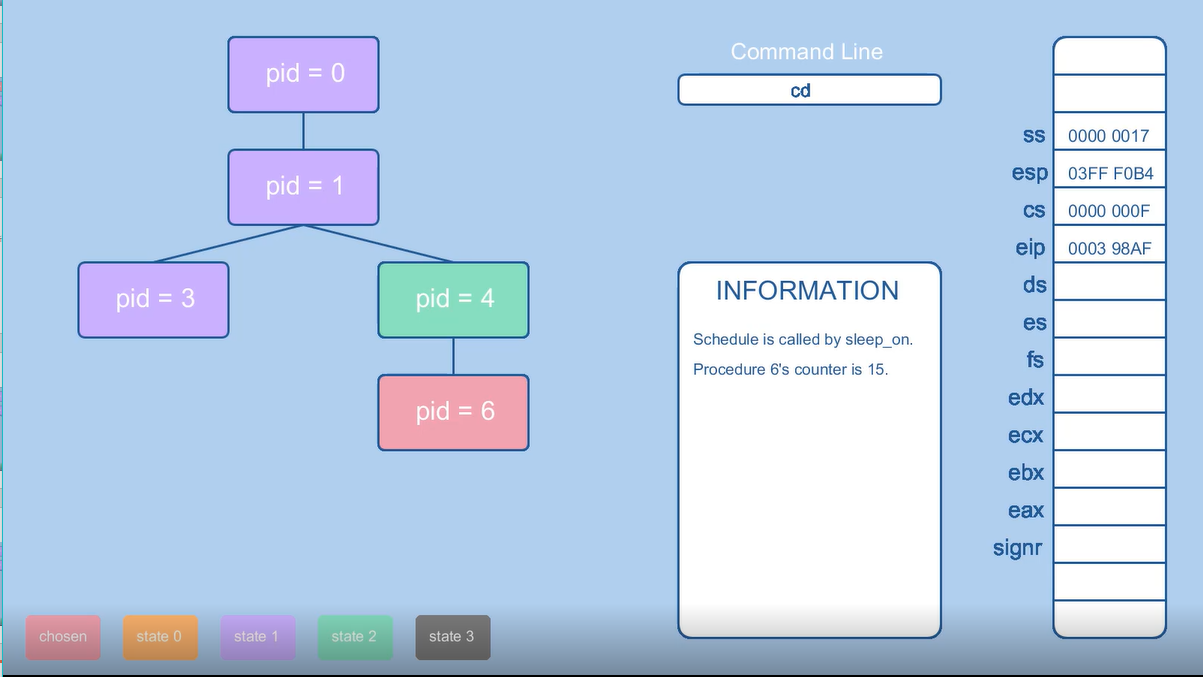 pid = 0
pid = 1
pid = 3
pid = 4
pid = 6
Command Line
cd
INFORMATION
Schedule is called by sleep_on.
Procedure 6's counter is 15.
ss 0000 0017
esp 03FF F0B4
cs 0000 000F
eip 0003 98AF
ds
es
fs
edx
ecx
ebx
eax
signr
chosen state 0 state 1 state 2 state 3